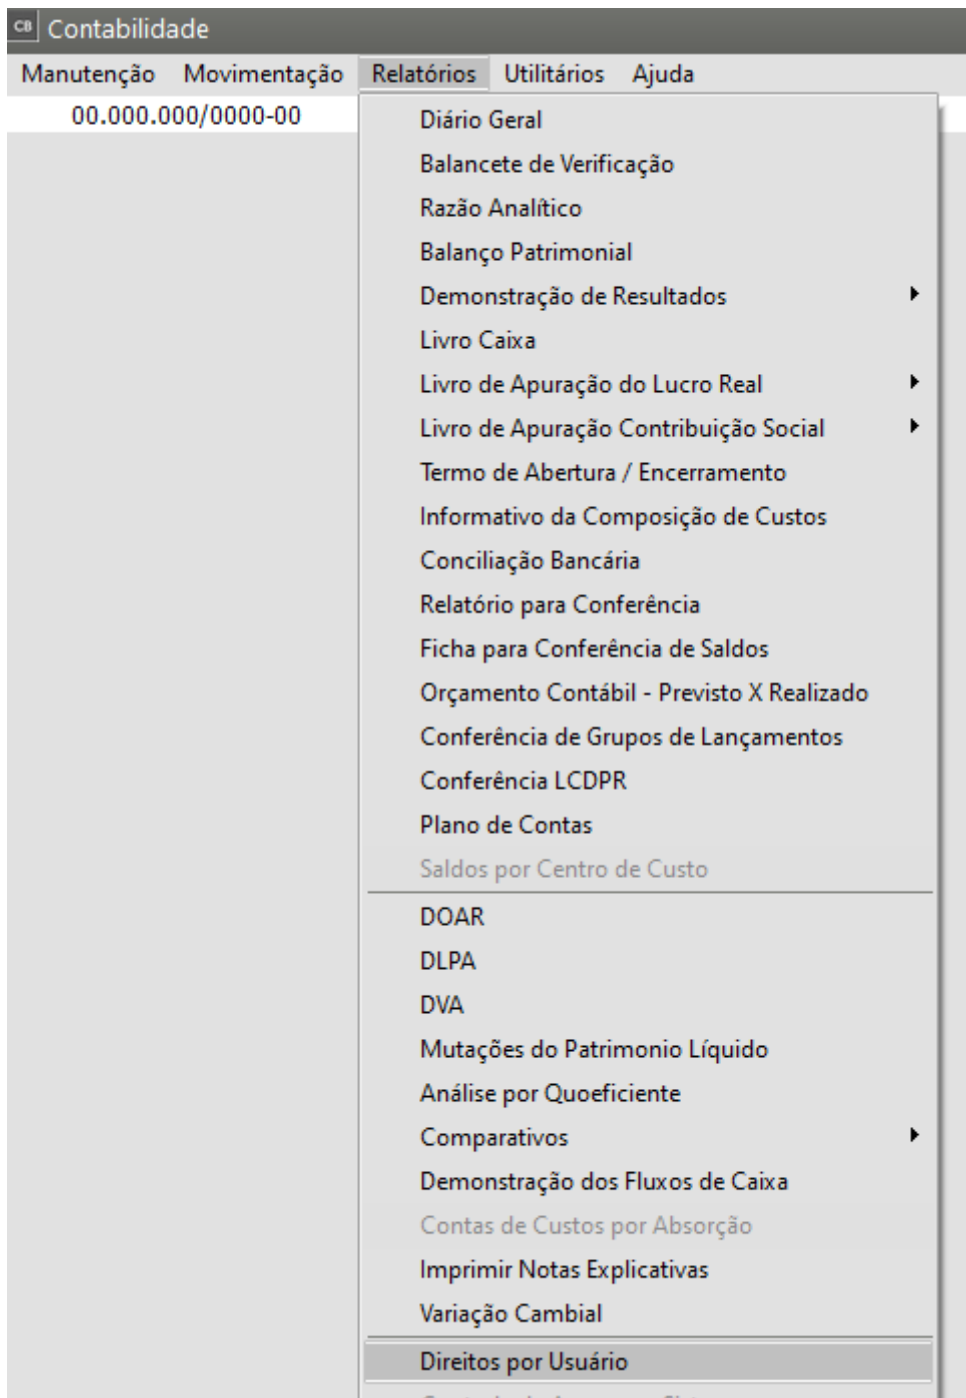 CB Contabilidade
Manutenção Movimentação Relatórios Utilitários Ajuda
00.000.000/0000-00
Diário Geral
Balancete de Verificação
Razão Analítico
Balanço Patrimonial
Demonstração de Resultados
Livro Caixa
Livro de Apuração do Lucro Real
Livro de Apuração Contribuição Social
Termo de Abertura / Encerramento
Informativo da Composição de Custos
Conciliação Bancária
Relatório para Conferência
Ficha para Conferência de Saldos
Orçamento Contábil - Previsto X Realizado
Conferência de Grupos de Lançamentos
Conferência LCDPR
Plano de Contas
Saldos por Centro de Custo
DOAR
DLPA
DVA
Mutações do Patrimonio Líquido
Análise por Quoeficiente
Comparativos
Demonstração dos Fluxos de Caixa
Contas de Custos por Absorção
Imprimir Notas Explicativas
Variação Cambial
Direitos por Usuário